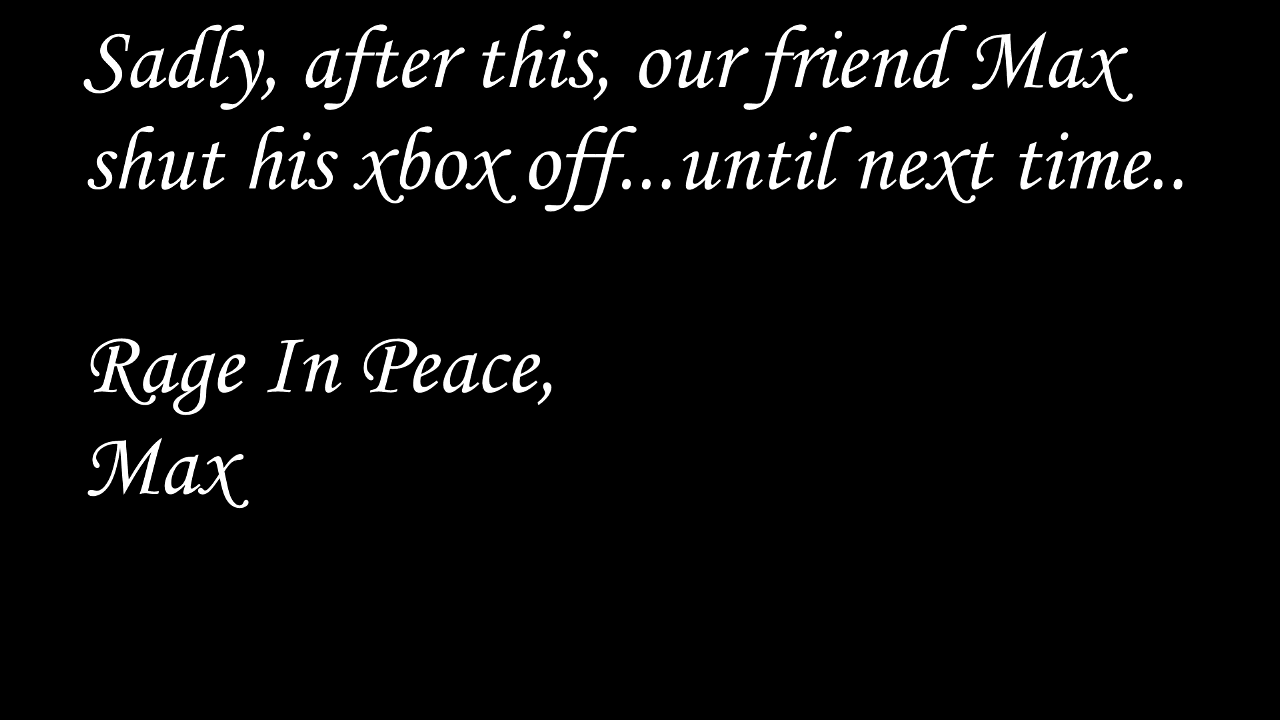 Sadly, after this, our friend Max
shut his xbox off...until next time..
Rage In Peace,
Max